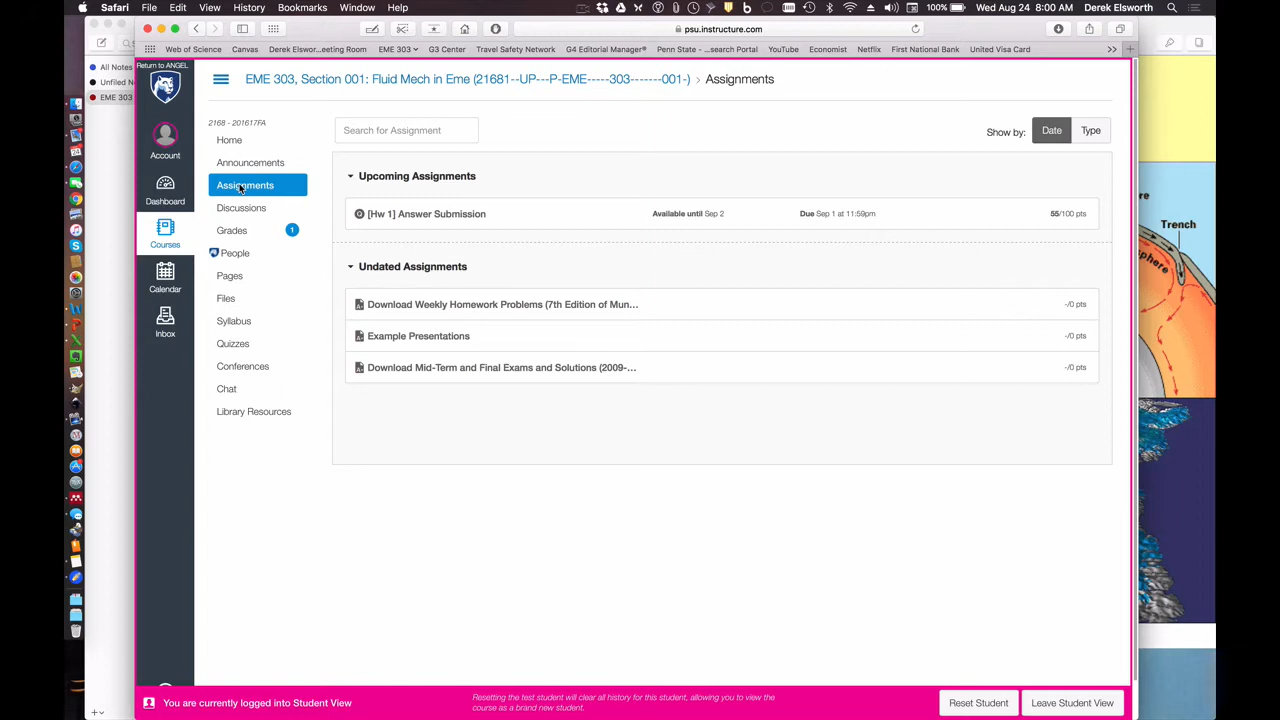 Safari File Edit View History Bookmarks Window Help 100% Wed Aug 24 8:00 AM Derek Elsworth
psu.instructure.com
Web of Science Canvas Derek Elswor...eeting Room EME 303 G3 Center Travel Safety Network G4 Editorial Manager® Penn State - ...search Portal YouTube Economist Netflix First National Bank United Visa Card
All Notes
Unfiled N
EME 303
Return to ANGEL
EME 303, Section 001: Fluid Mech in Eme (21681--UP---P-EME-----303-------001-) › Assignments
Account
Dashboard
Courses
Calendar
Inbox
2168 - 201617FA
Home
Announcements
Assignments
Discussions
Grades 1
People
Pages
Files
Syllabus
Quizzes
Conferences
Chat
Library Resources
Search for Assignment
Show by: Date Type
Upcoming Assignments
[Hw 1] Answer Submission Available until Sep 2 Due Sep 1 at 11:59pm 55/100 pts
Undated Assignments
Download Weekly Homework Problems (7th Edition of Mun... -/0 pts
Example Presentations -/0 pts
Download Mid-Term and Final Exams and Solutions (2009-... -/0 pts
Trench
You are currently logged into Student View
Resetting the test student will clear all history for this student, allowing you to view the
course as a brand new student.
Reset Student Leave Student View